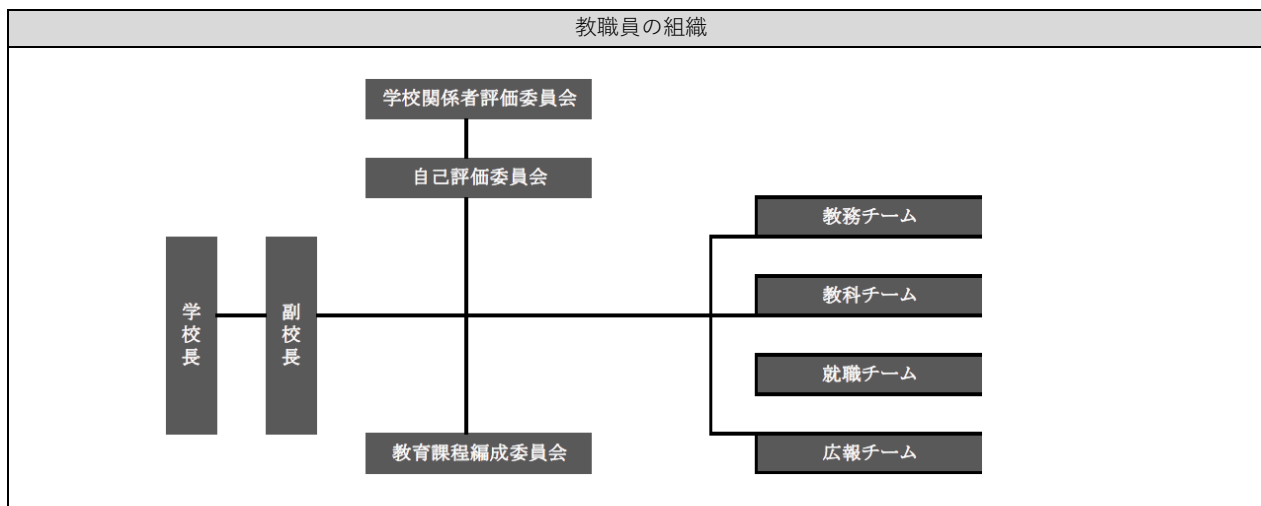 教職員の組織
学校関係者評価委員会
自己評価委員会
学校長
副校長
教育課程編成委員会
教務チーム
教科チーム
就職チーム
広報チーム